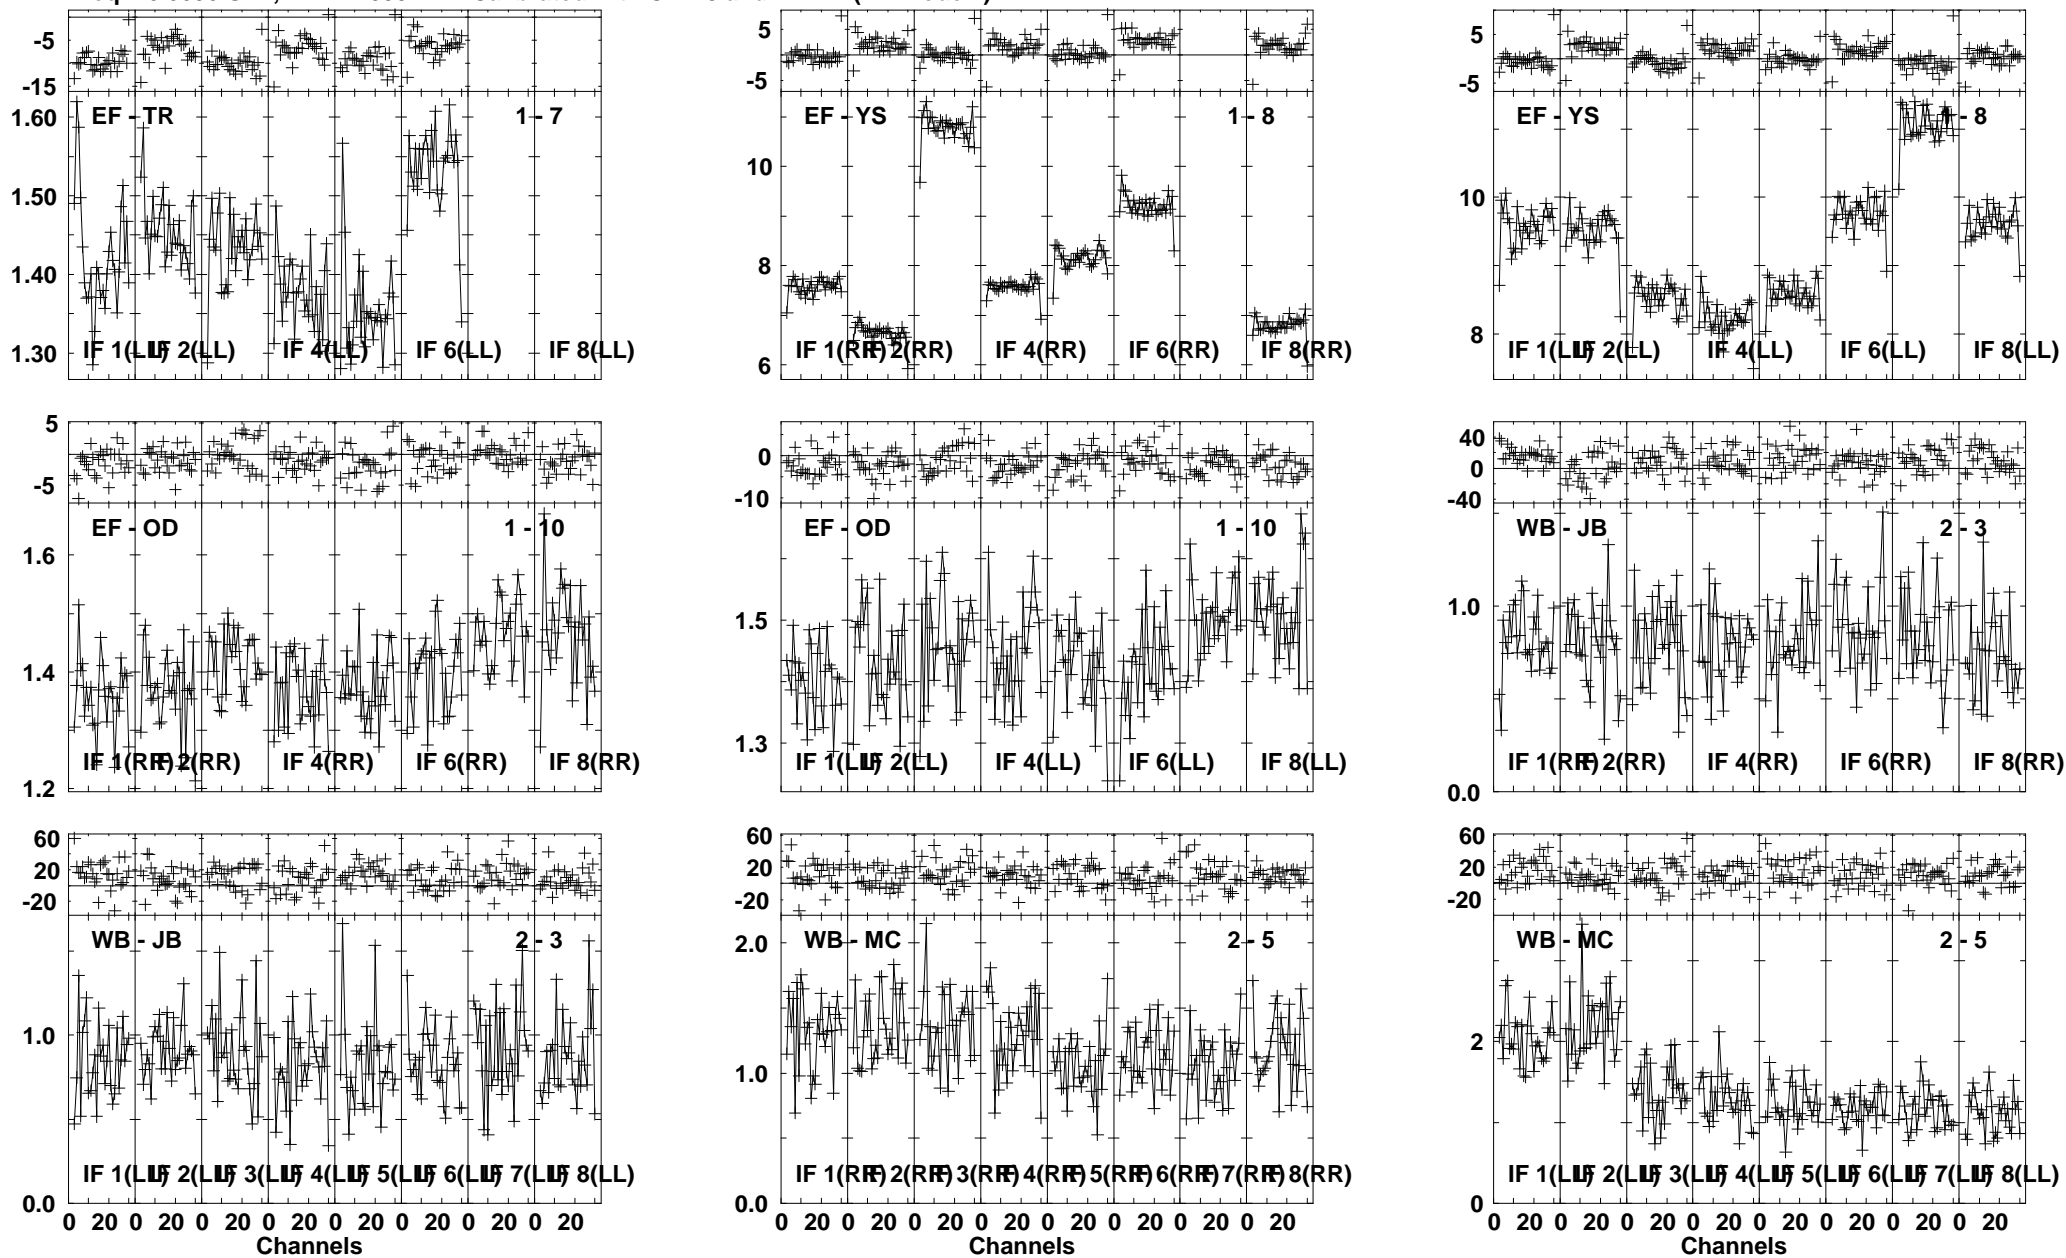 -5
-15
1.60
1.50
1.40
1.30
EF - TR
1 - 7
IF 1(LL)
IF 2(LL)
IF 4(LL)
IF 6(LL)
IF 8(LL)
5
-5
10
8
6
EF - YS
1 - 8
IF 1(RR)
IF 2(RR)
IF 4(RR)
IF 6(RR)
IF 8(RR)
5
-5
10
8
EF - YS
1 - 8
IF 1(LL)
IF 2(LL)
IF 4(LL)
IF 6(LL)
IF 8(LL)
5
-5
1.6
1.4
1.2
EF - OD
1 - 10
IF 1(RR)
IF 2(RR)
IF 4(RR)
IF 6(RR)
IF 8(RR)
0
-10
1.5
1.3
EF - OD
1 - 10
IF 1(LL)
IF 2(LL)
IF 4(LL)
IF 6(LL)
IF 8(LL)
40
0
-40
1.0
0.0
WB - JB
2 - 3
IF 1(RR)
IF 2(RR)
IF 4(RR)
IF 6(RR)
IF 8(RR)
60
20
-20
1.0
0.0
WB - JB
2 - 3
IF 1(LL)
IF 2(LL)
IF 3(LL)
IF 4(LL)
IF 5(LL)
IF 6(LL)
IF 7(LL)
IF 8(LL)
0 20 0 20 0 20 0 20 0 20 0 20 0 20 0 20
Channels
60
20
-20
2.0
1.0
0.0
WB - MC
2 - 5
IF 1(RR)
IF 2(RR)
IF 3(RR)
IF 4(RR)
IF 5(RR)
IF 6(RR)
IF 7(RR)
IF 8(RR)
0 20 0 20 0 20 0 20 0 20 0 20 0 20 0 20
Channels
60
20
-20
2
0
WB - MC
2 - 5
IF 1(LL)
IF 2(LL)
IF 3(LL)
IF 4(LL)
IF 5(LL)
IF 6(LL)
IF 7(LL)
IF 8(LL)
0 20 0 20 0 20 0 20 0 20 0 20 0 20 0 20
Channels